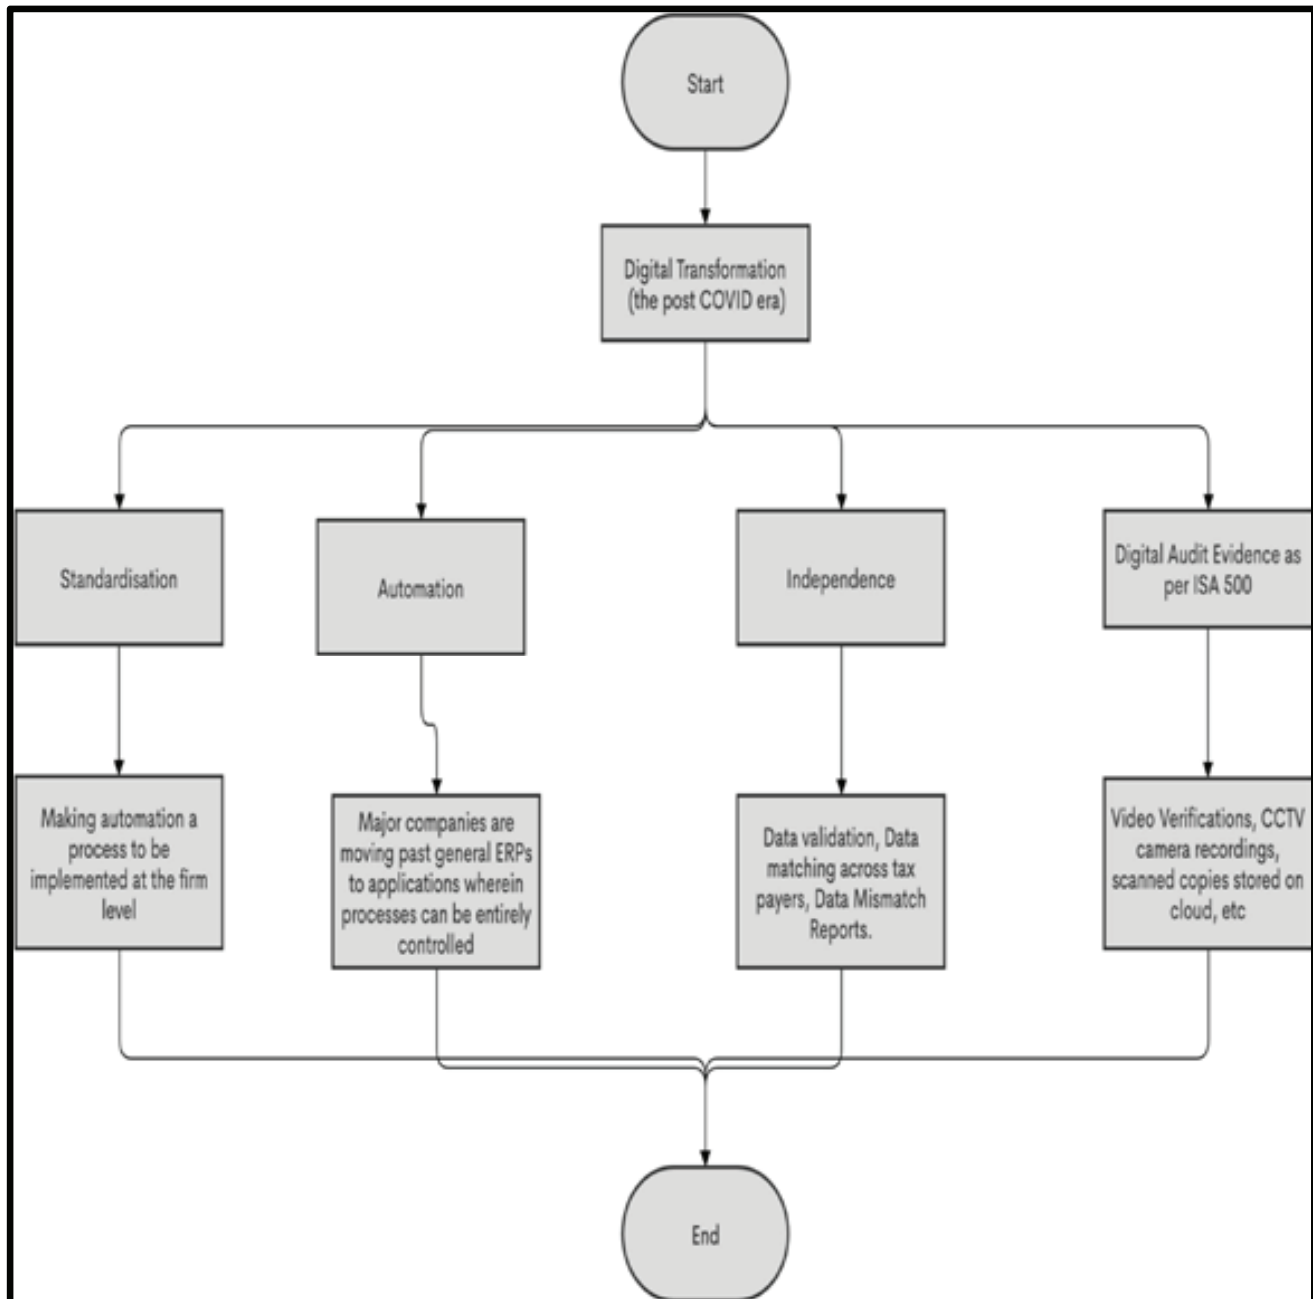 Start
Digital Transformation
(the post COVID era)
Standardisation
Automation
Independence
Digital Audit Evidence as
per ISA 500
Making automation a
process to be
implemented at the firm
level
Major companies are
moving past general ERPs
to applications wherein
processes can be entirely
controlled
Data validation, Data
matching across tax
payers, Data Mismatch
Reports.
Video Verifications, CCTV
camera recordings,
scanned copies stored on
cloud, etc
End